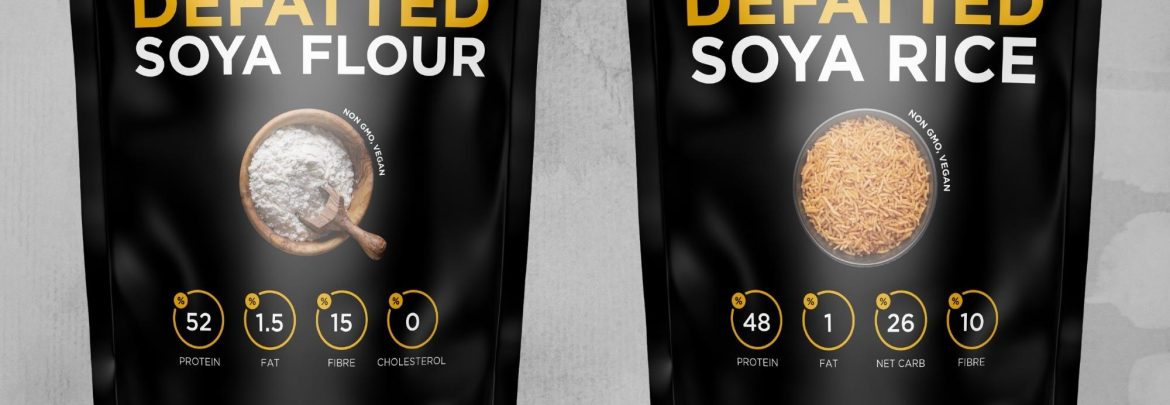 DEFATTED
SOYA FLOUR
NON GMO, VEGAN
% 52 PROTEIN
% 1.5 FAT
% 15 FIBRE
% 0 CHOLESTEROL
DEFATTED
SOYA RICE
NON GMO, VEGAN
% 48 PROTEIN
% 1 FAT
% 26 NET CARB
% 10 FIBRE